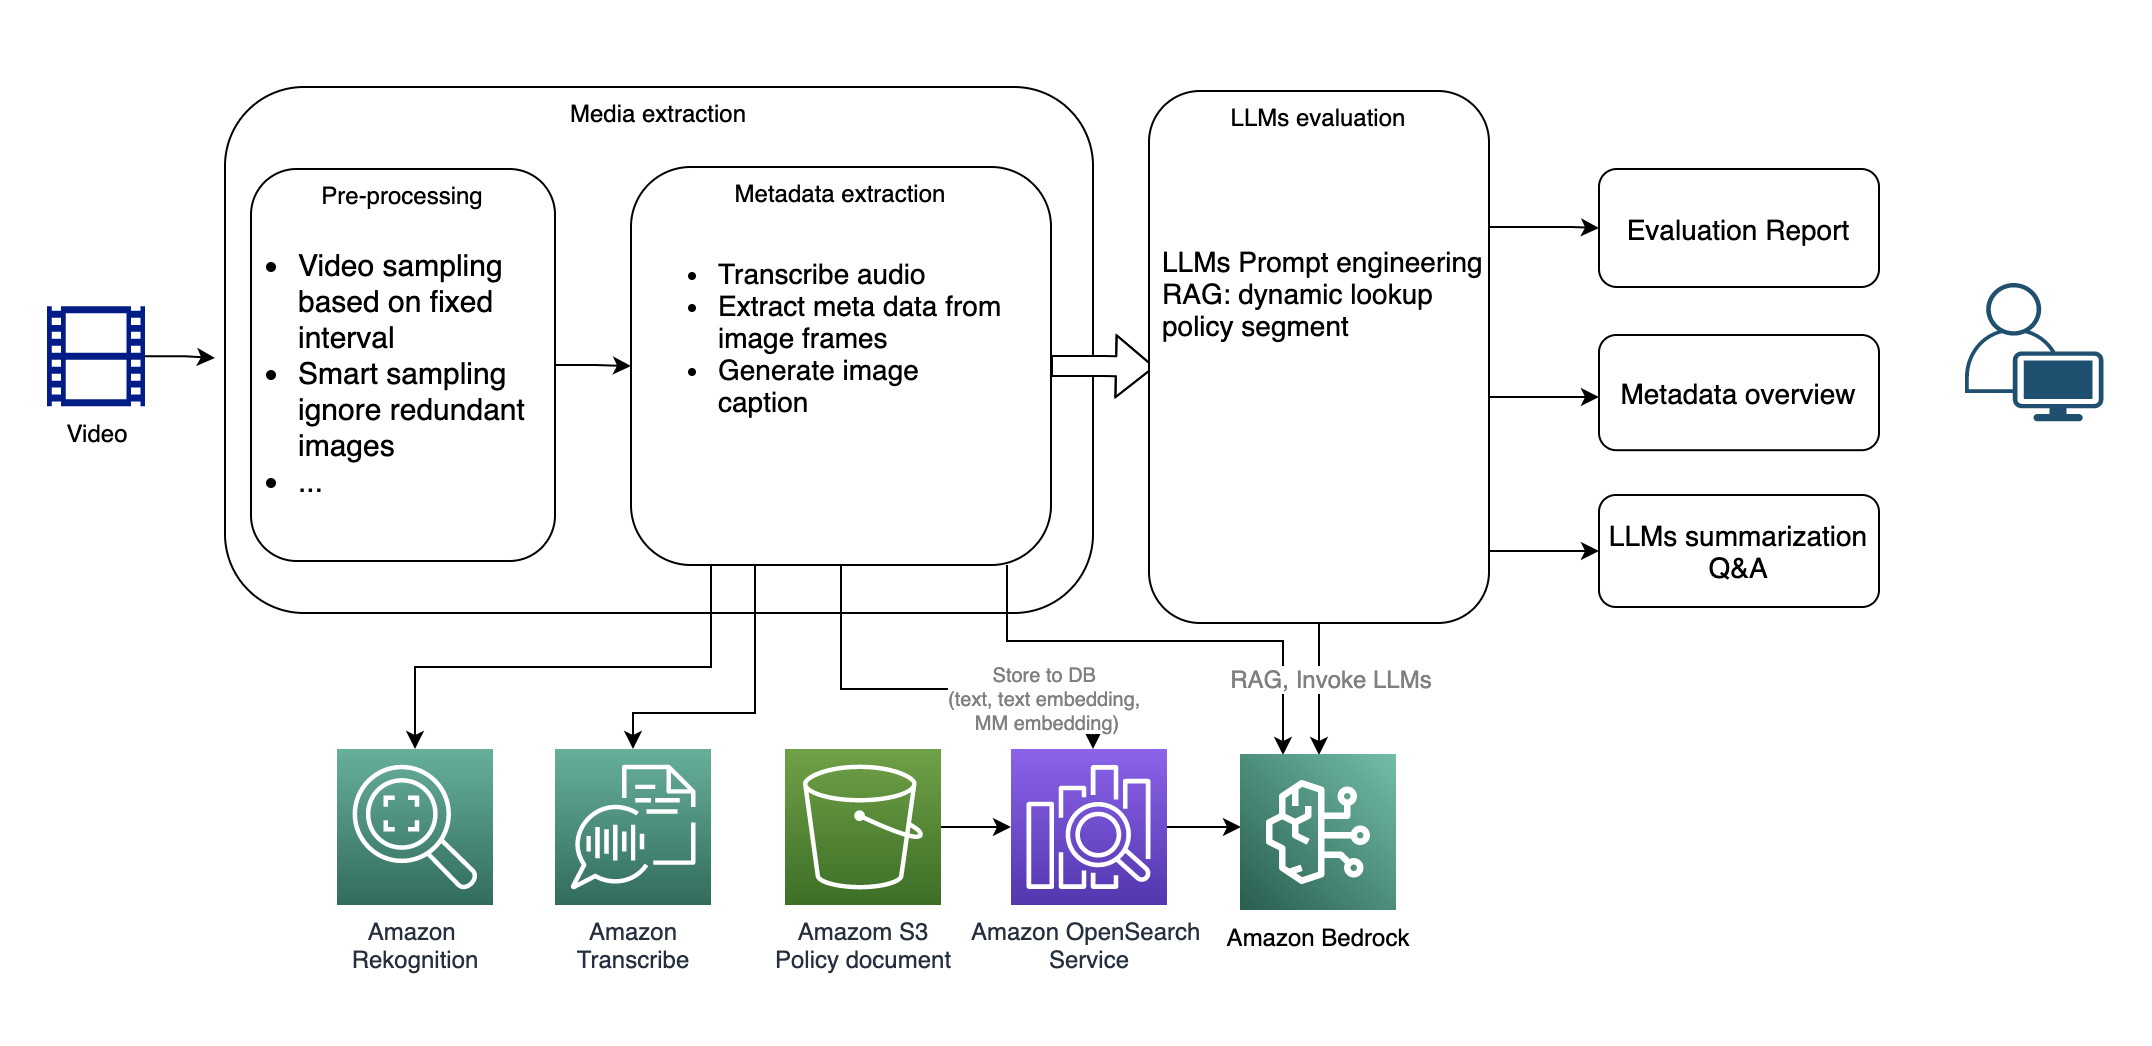 Media extraction
LLMs evaluation
Pre-processing
• Video sampling
based on fixed
interval
• Smart sampling
ignore redundant
images
• ...
Metadata extraction
• Transcribe audio
• Extract meta data from
image frames
• Generate image
caption
LLMs Prompt engineering
RAG: dynamic lookup
policy segment
Evaluation Report
Metadata overview
LLMs summarization
Q&A
Video
Store to DB
(text, text embedding,
MM embedding)
RAG, Invoke LLMs
Amazon
Rekognition
Amazon
Transcribe
Amazom S3
Policy document
Amazon OpenSearch
Service
Amazon Bedrock